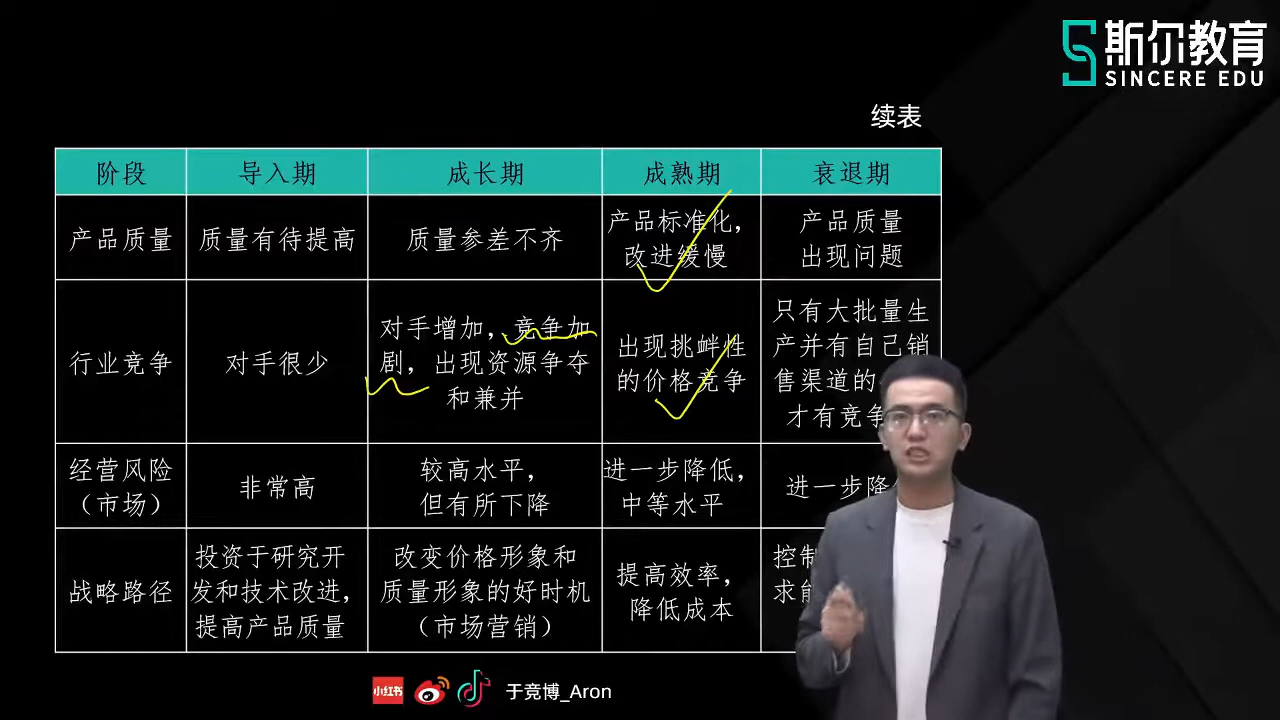 斯尔教育
SINCERE EDU
续表
阶段 导入期 成长期 成熟期 衰退期
产品质量
质量有待提高
质量参差不齐
产品标准化，
改进缓慢
产品质量
出现问题
行业竞争
对手很少
对手增加，竞争加
剧，出现资源争夺
和兼并
出现挑衅性
的价格竞争
只有大批量生
产并有自己销
售渠道的
才有竞争
经营风险
（市场）
非常高
较高水平，
但有所下降
进一步降低，
中等水平
进一步降
战略路径
投资于研究开
发和技术改进，
提高产品质量
改变价格形象和
质量形象的好时机
（市场营销）
提高效率，
降低成本
控制
求能
小红书 于竞博_Aron